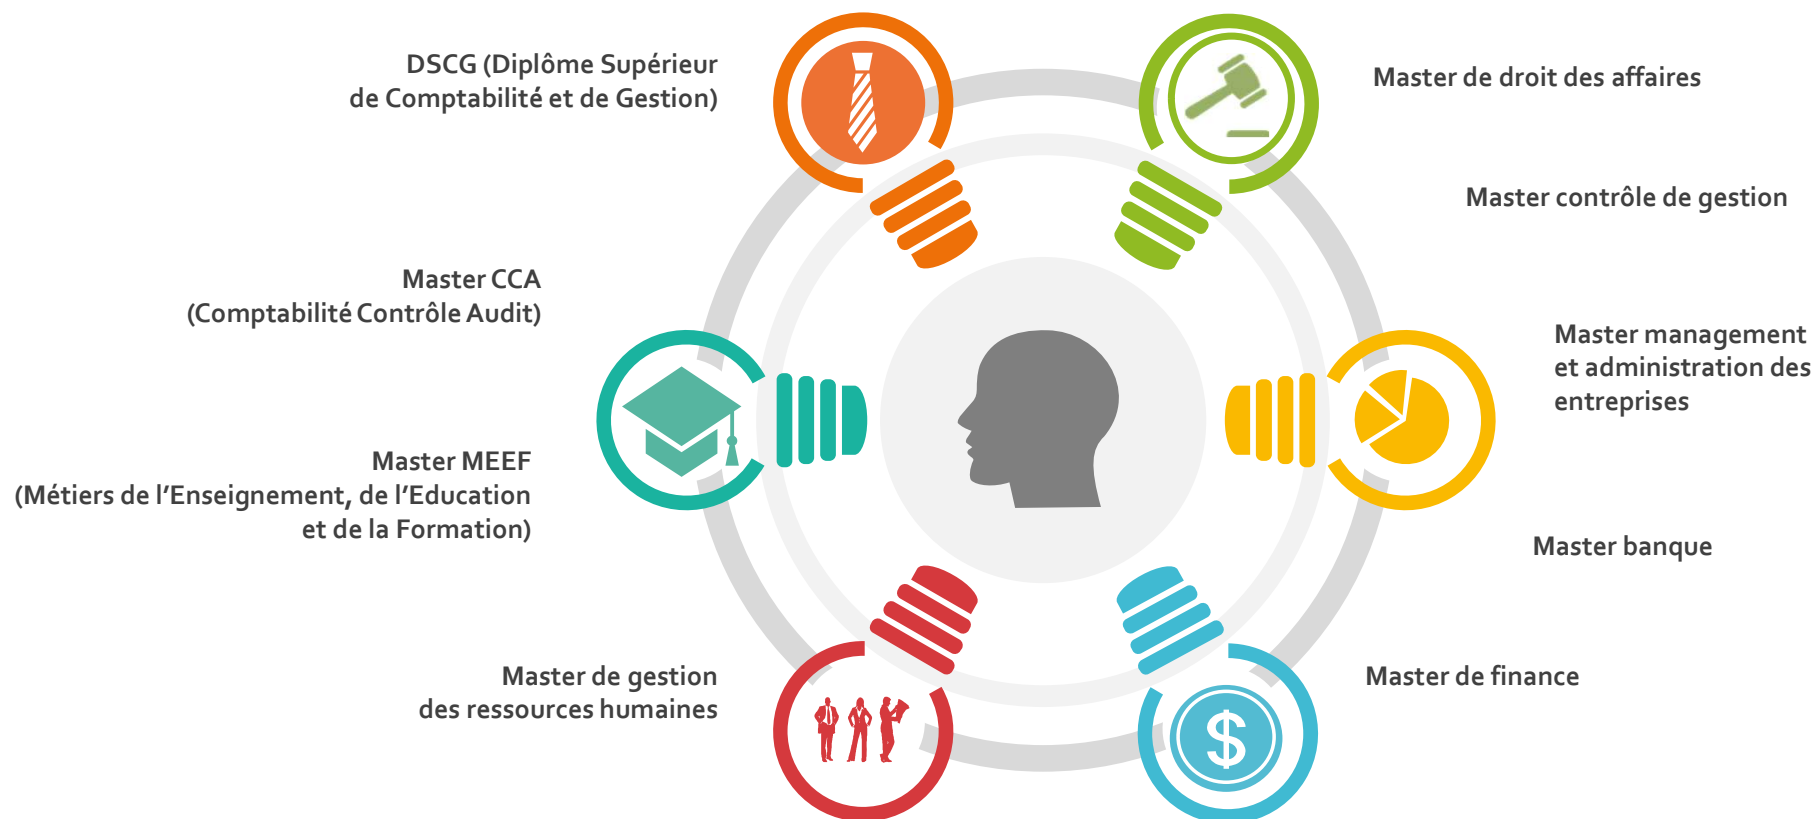 DSCG (Diplôme Supérieur
de Comptabilité et de Gestion)
Master CCA
(Comptabilité Contrôle Audit)
Master MEEF
(Métiers de l’Enseignement, de l’Education
et de la Formation)
Master de gestion
des ressources humaines
Master de droit des affaires
Master contrôle de gestion
Master management
et administration des
entreprises
Master banque
Master de finance
$